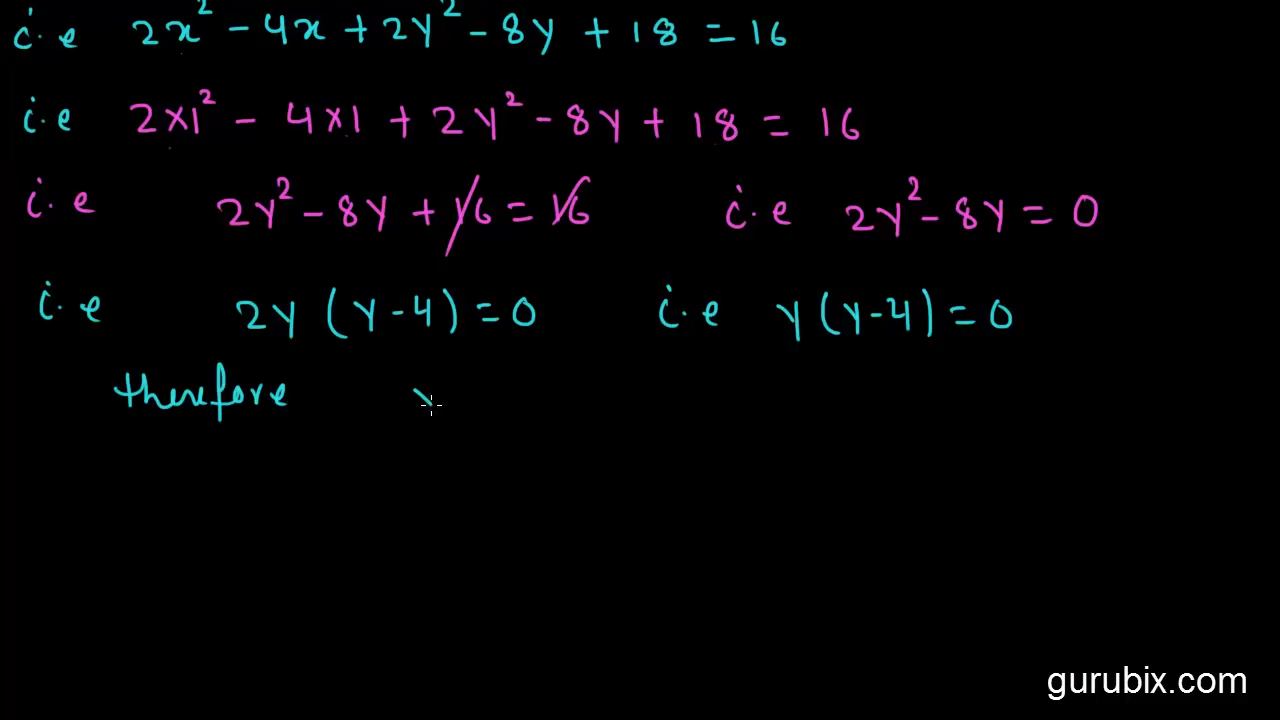 i.e 2x² - 4x + 2y² - 8y + 18 = 16
i.e 2×1² - 4×1 + 2y² - 8y + 18 = 16
i.e 2y² - 8y + 16 = 16 i.e 2y² - 8y = 0
i.e 2y (y - 4) = 0 i.e y (y - 4) = 0
therefore
gurubix.com